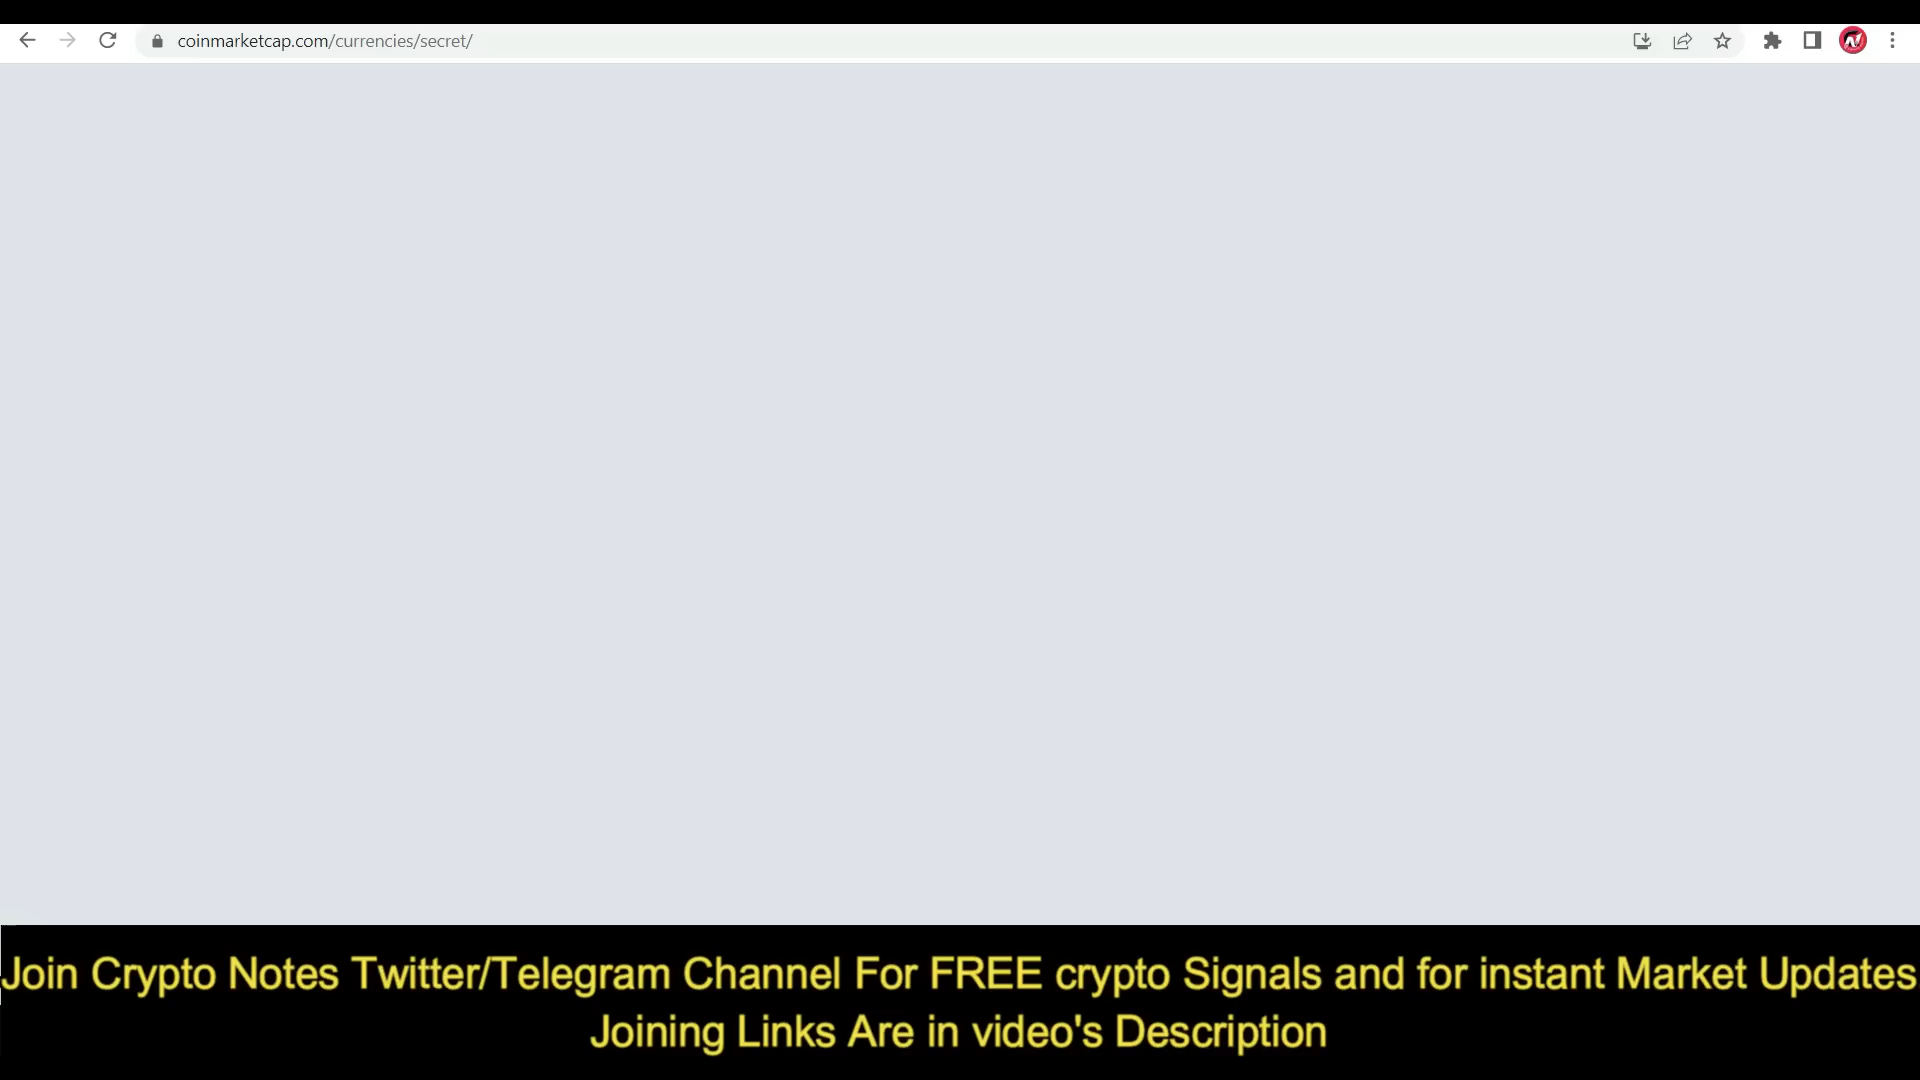 coinmarketcap.com/currencies/secret/
Join Crypto Notes Twitter/Telegram Channel For FREE crypto Signals and for instant Market Updates
Joining Links Are in video's Description